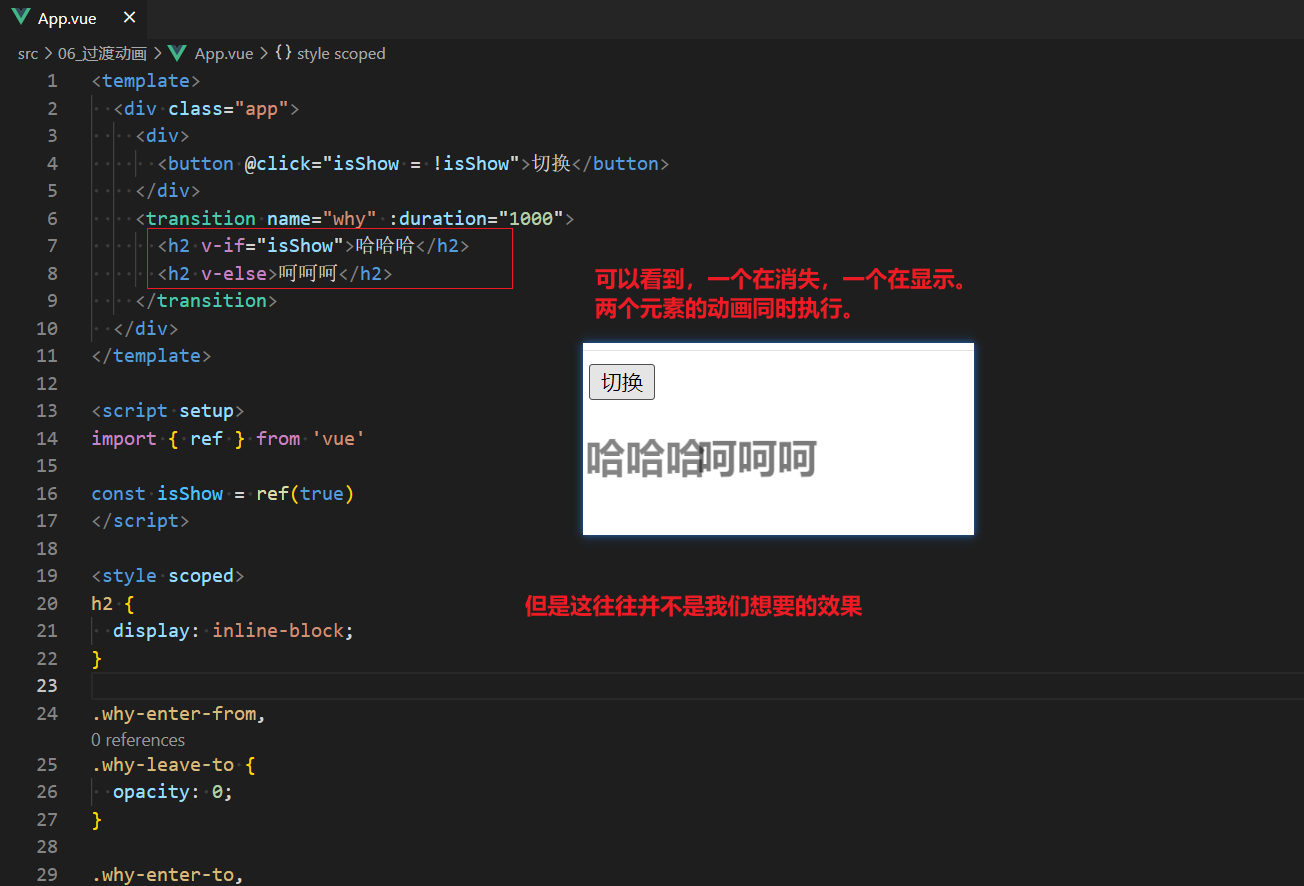 App.vue ×
src > 06_过渡动画 > App.vue > {} style scoped
1 <template>
2 <div class="app">
3 <div>
4 <button @click="isShow = !isShow">切换</button>
5 </div>
6 <transition name="why" :duration="1000">
7 <h2 v-if="isShow">哈哈哈</h2>
8 <h2 v-else>呵呵呵</h2>
9 </transition>
10 </div>
11 </template>
12
13 <script setup>
14 import { ref } from 'vue'
15
16 const isShow = ref(true)
17 </script>
18
19 <style scoped>
20 h2 {
21 display: inline-block;
22 }
23
24 .why-enter-from,
0 references
25 .why-leave-to {
26 opacity: 0;
27 }
28
29 .why-enter-to,
可以看到，一个在消失，一个在显示。
两个元素的动画同时执行。
切换
哈哈哈呵呵呵
但是这往往并不是我们想要的效果